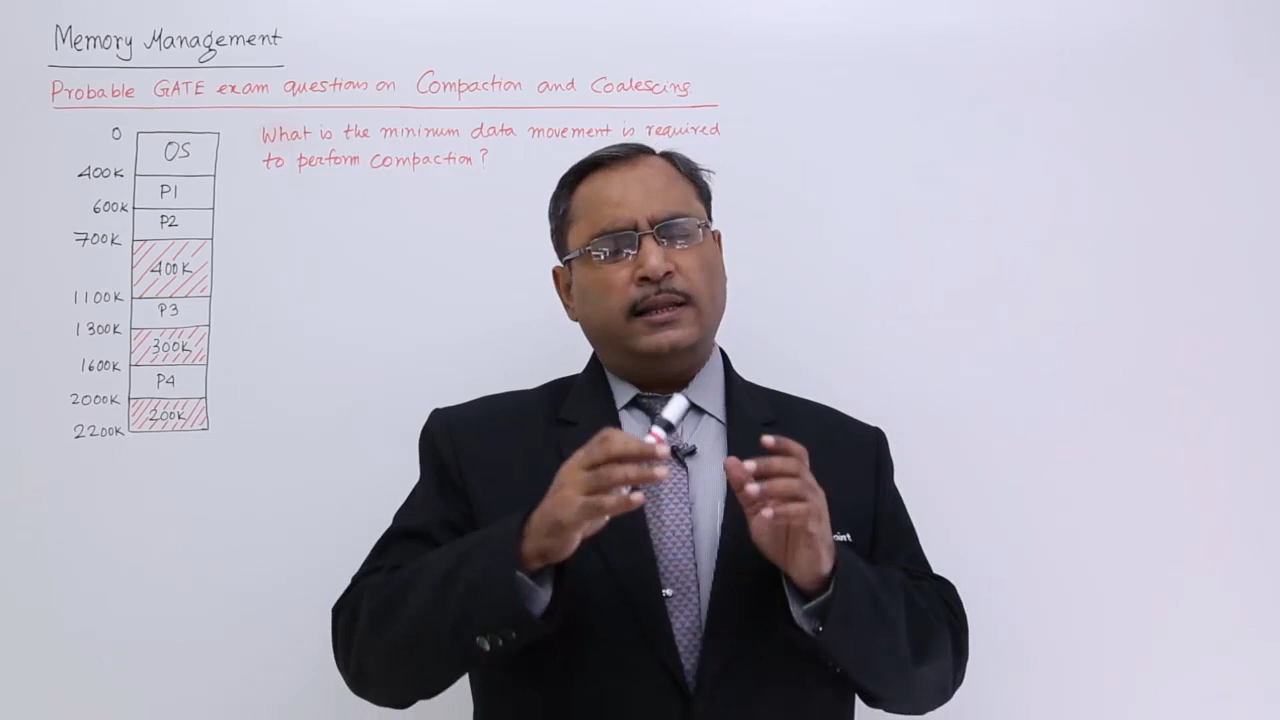 Memory Management
Probable GATE exam questions on Compaction and Coalescing
What is the minimum data movement is required
to perform compaction?
0
OS
400K
P1
600K
P2
700K
400K
1100K
P3
1300K
300K
1600K
P4
2000K
200K
2200K